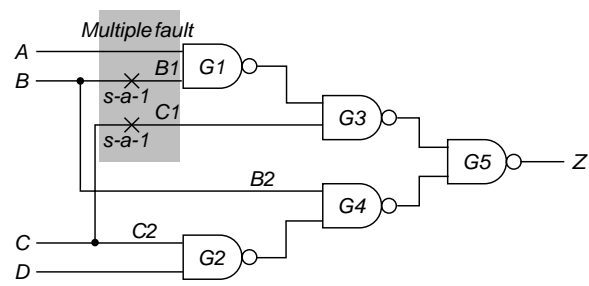 Multiple fault
A
B
B1
G1
s-a-1
C1
s-a-1
G3
G5
Z
B2
G4
C
C2
G2
D